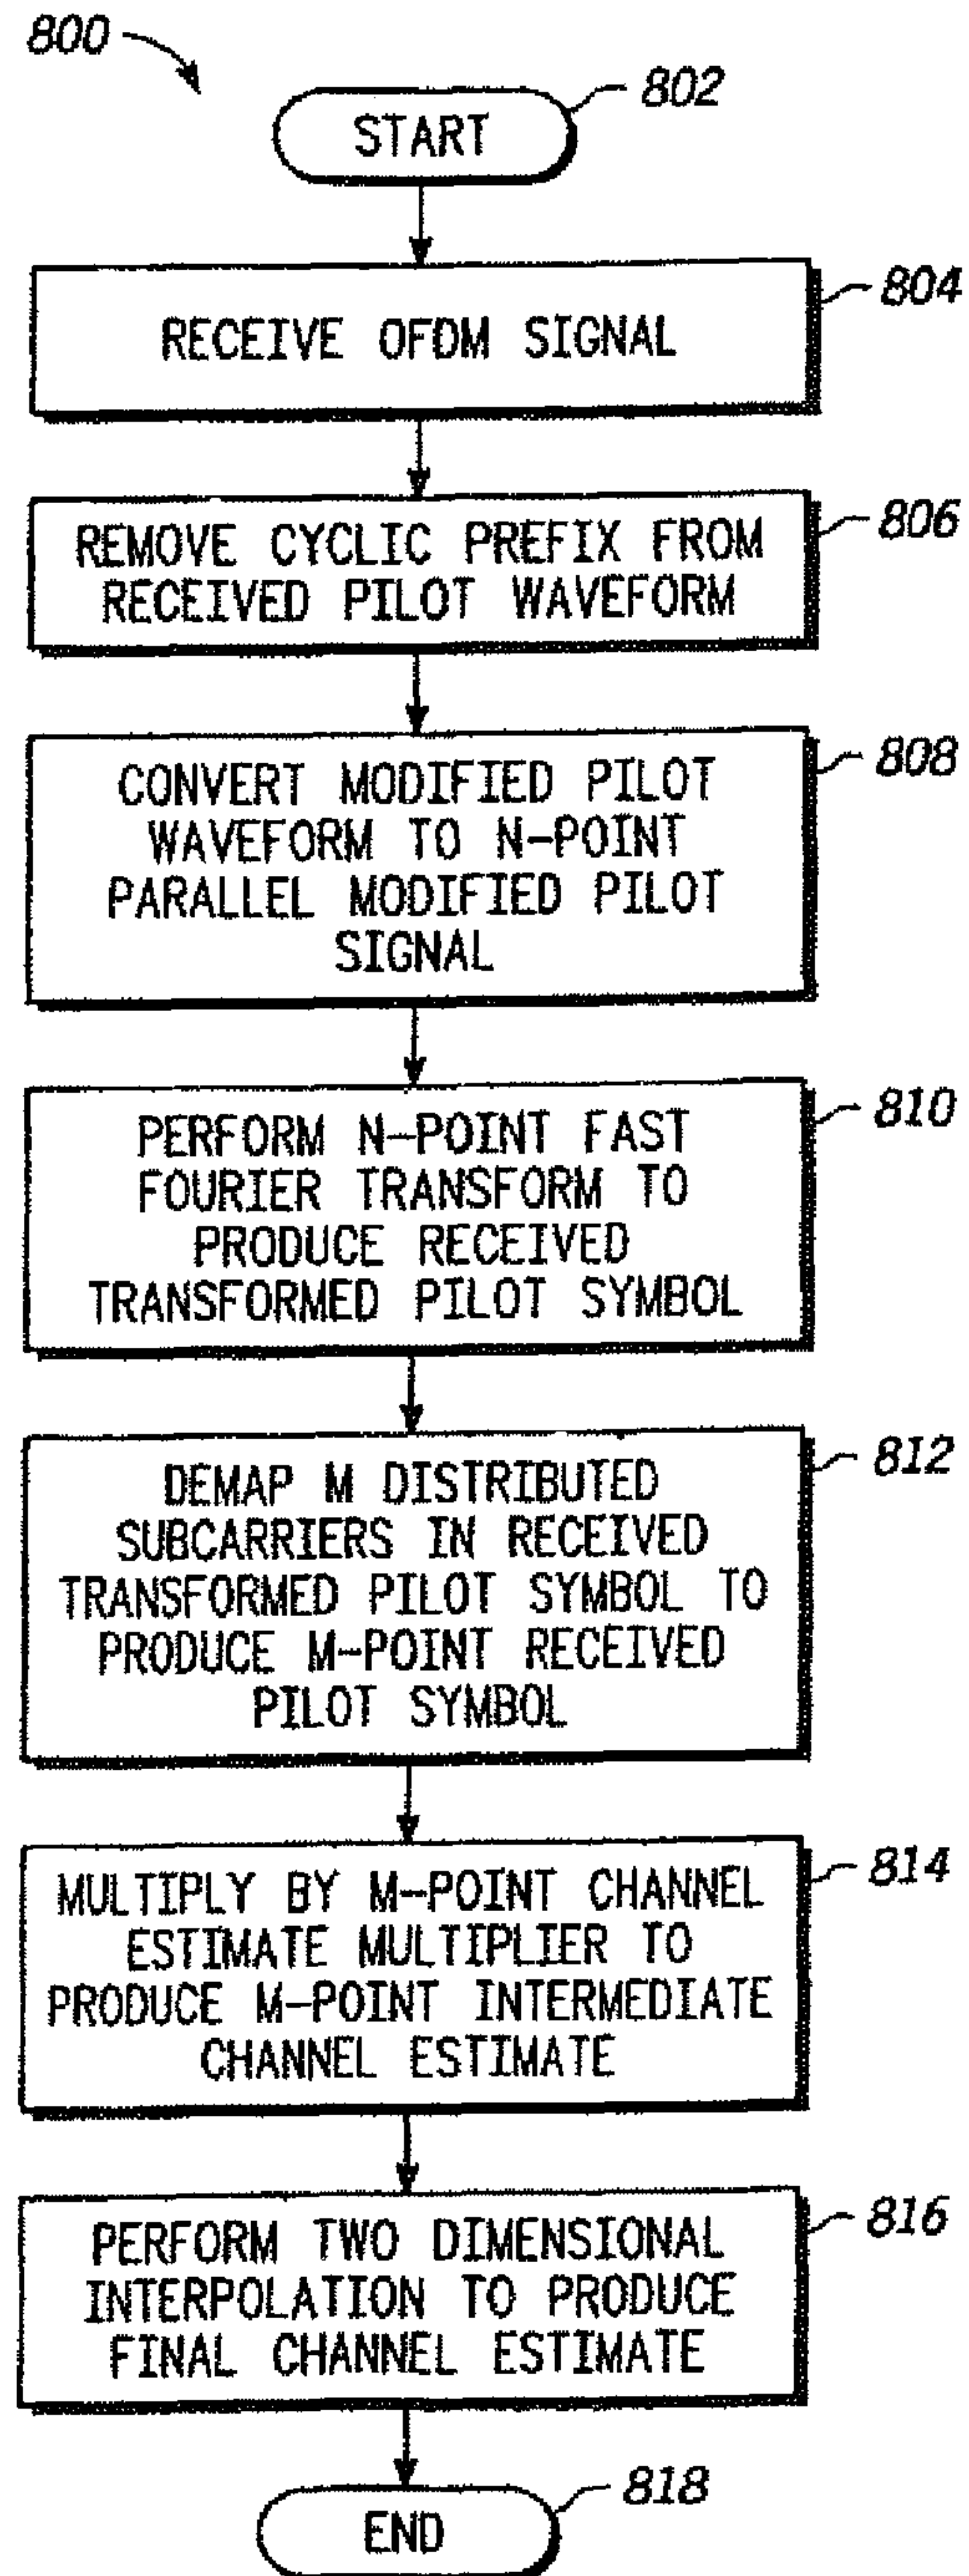 800
802
START
804
RECEIVE OFDM SIGNAL
806
REMOVE CYCLIC PREFIX FROM
RECEIVED PILOT WAVEFORM
808
CONVERT MODIFIED PILOT
WAVEFORM TO N-POINT
PARALLEL MODIFIED PILOT
SIGNAL
810
PERFORM N-POINT FAST
FOURIER TRANSFORM TO
PRODUCE RECEIVED
TRANSFORMED PILOT SYMBOL
812
DEMAP M DISTRIBUTED
SUBCARRIERS IN RECEIVED
TRANSFORMED PILOT SYMBOL TO
PRODUCE M-POINT RECEIVED
PILOT SYMBOL
814
MULTIPLY BY M-POINT CHANNEL
ESTIMATE MULTIPLIER TO
PRODUCE M-POINT INTERMEDIATE
CHANNEL ESTIMATE
816
PERFORM TWO DIMENSIONAL
INTERPOLATION TO PRODUCE
FINAL CHANNEL ESTIMATE
818
END